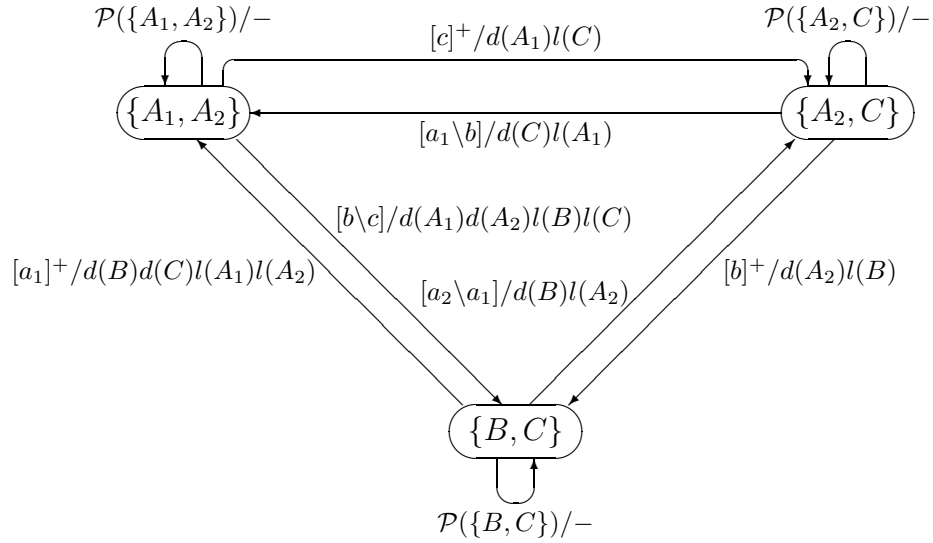 𝒫({A₁, A₂})/−
[c]⁺/d(A₁)l(C)
𝒫({A₂, C})/−
{A₁, A₂}
{A₂, C}
[a₁\b]/d(C)l(A₁)
[b\c]/d(A₁)d(A₂)l(B)l(C)
[a₁]⁺/d(B)d(C)l(A₁)l(A₂)
[b]⁺/d(A₂)l(B)
[a₂\a₁]/d(B)l(A₂)
{B, C}
𝒫({B, C})/−